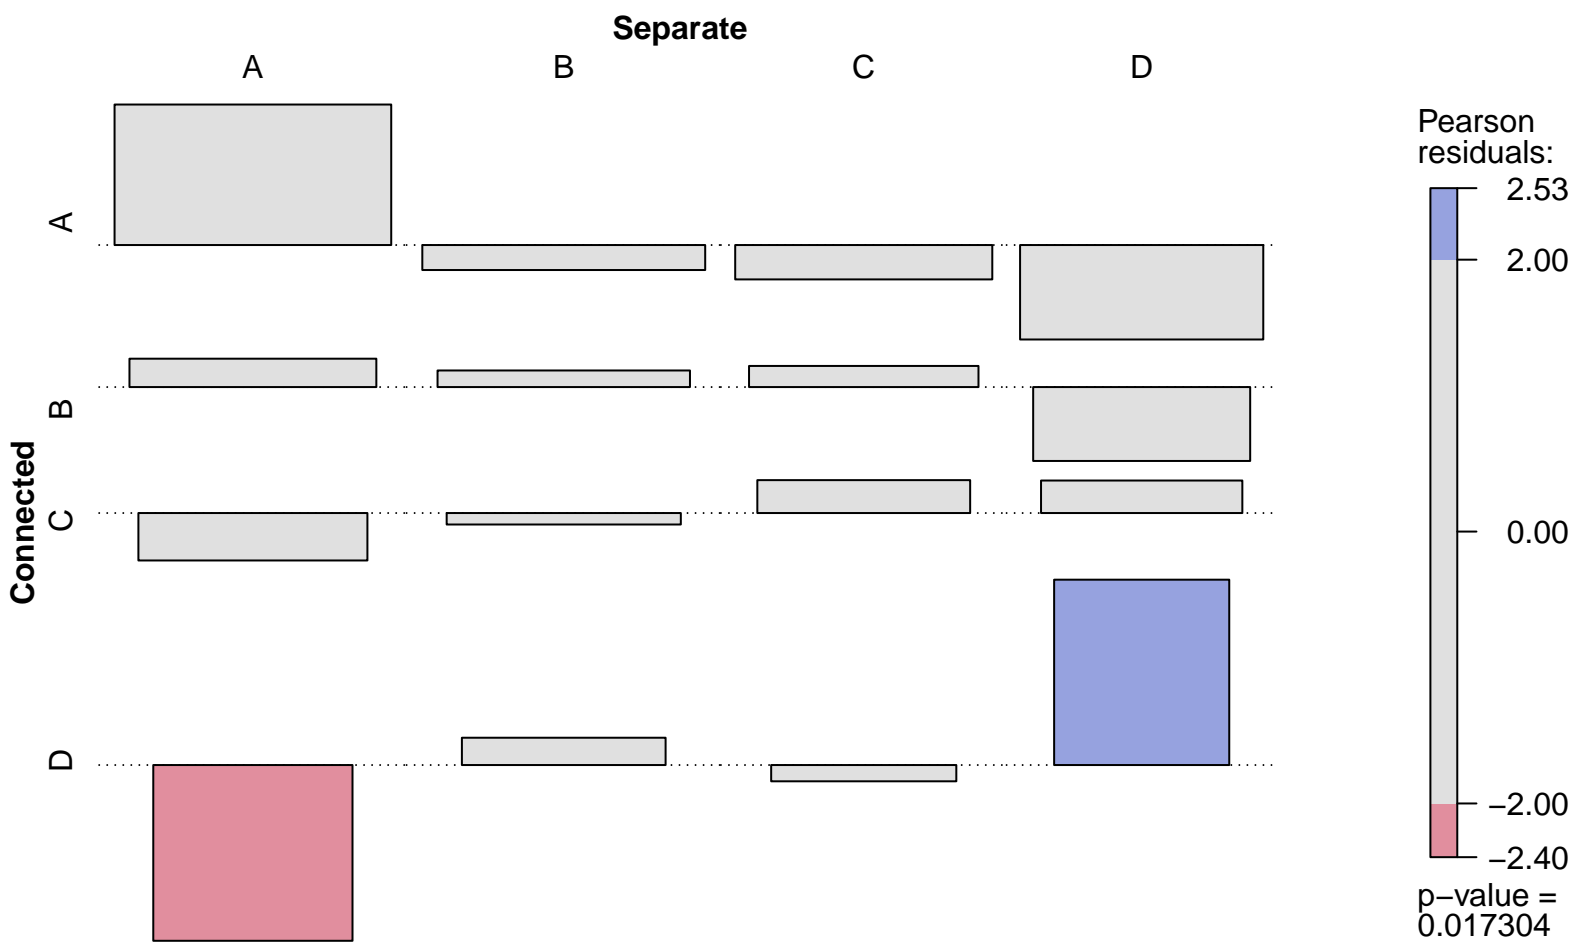 Separate
A B C D
Connected
A
B
C
D
Pearson
residuals:
2.53
2.00
0.00
−2.00
−2.40
p−value =
0.017304